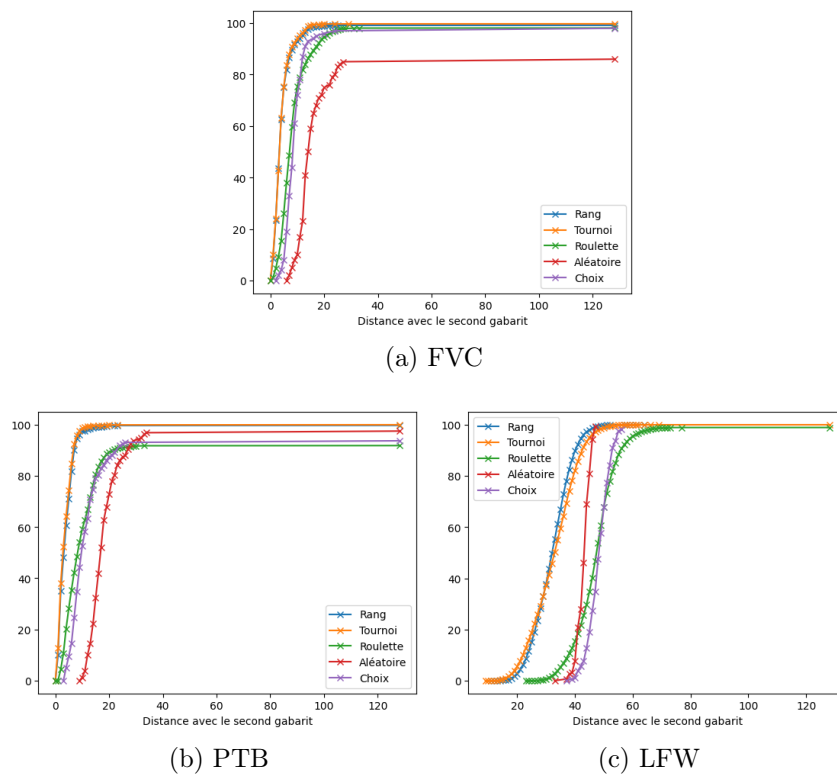 100
80
60
40
20
0
Rang
Tournoi
Roulette
Aléatoire
Choix
0 20 40 60 80 100 120
Distance avec le second gabarit
(a) FVC
100
80
60
40
20
0
Rang
Tournoi
Roulette
Aléatoire
Choix
0 20 40 60 80 100 120
Distance avec le second gabarit
(b) PTB
100
80
60
40
20
0
Rang
Tournoi
Roulette
Aléatoire
Choix
20 40 60 80 100 120
Distance avec le second gabarit
(c) LFW